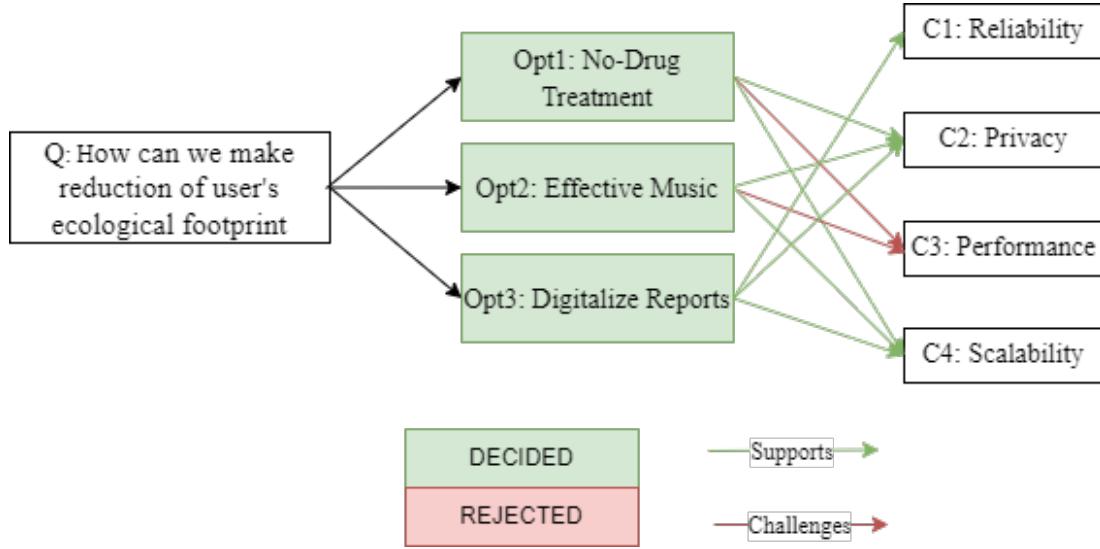 Q: How can we make
reduction of user's
ecological footprint
Opt1: No-Drug
Treatment
Opt2: Effective Music
Opt3: Digitalize Reports
C1: Reliability
C2: Privacy
C3: Performance
C4: Scalability
DECIDED
REJECTED
Supports
Challenges